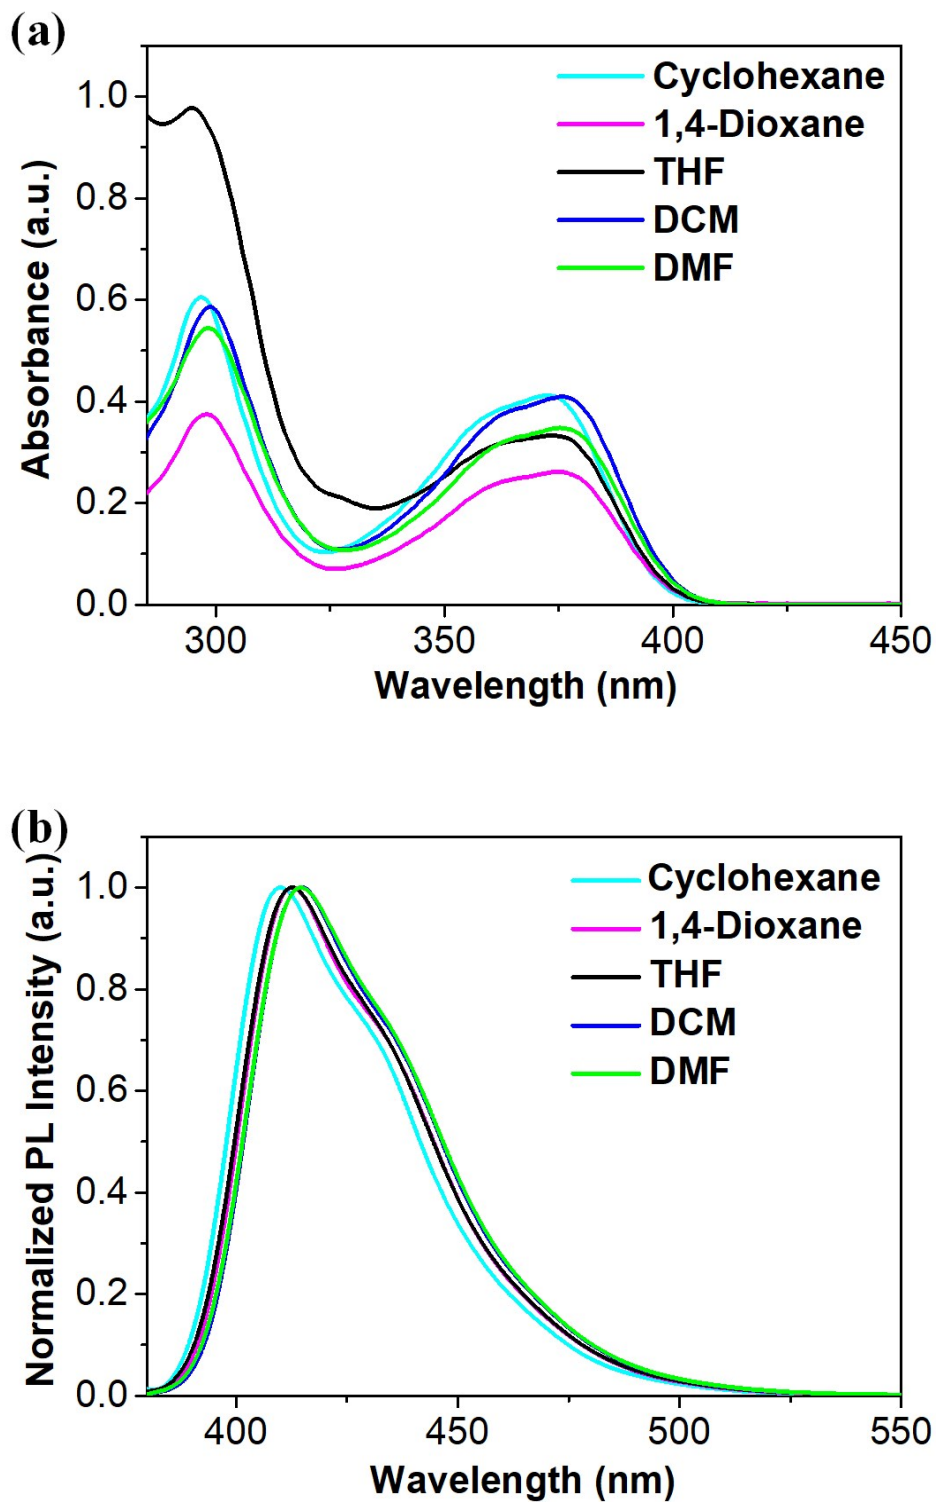 (a)
Absorbance (a.u.)
1.0
0.8
0.6
0.4
0.2
0.0
Cyclohexane
1,4-Dioxane
THF
DCM
DMF
300
350
400
450
Wavelength (nm)
(b)
Normalized PL Intensity (a.u.)
1.0
0.8
0.6
0.4
0.2
0.0
Cyclohexane
1,4-Dioxane
THF
DCM
DMF
400
450
500
550
Wavelength (nm)